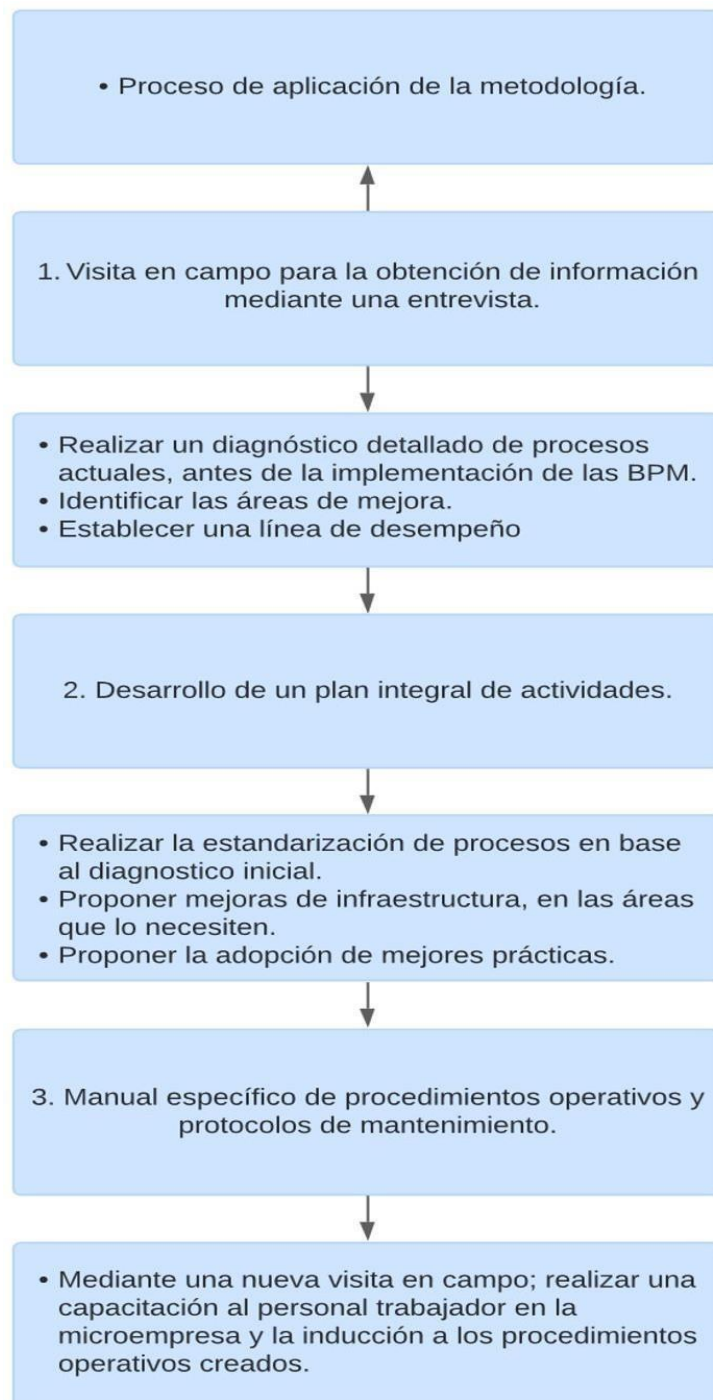 • Proceso de aplicación de la metodología.
1. Visita en campo para la obtención de información
mediante una entrevista.
• Realizar un diagnóstico detallado de procesos
actuales, antes de la implementación de las BPM.
• Identificar las áreas de mejora.
• Establecer una línea de desempeño
2. Desarrollo de un plan integral de actividades.
• Realizar la estandarización de procesos en base
al diagnostico inicial.
• Proponer mejoras de infraestructura, en las áreas
que lo necesiten.
• Proponer la adopción de mejores prácticas.
3. Manual específico de procedimientos operativos y
protocolos de mantenimiento.
• Mediante una nueva visita en campo; realizar una
capacitación al personal trabajador en la
microempresa y la inducción a los procedimientos
operativos creados.